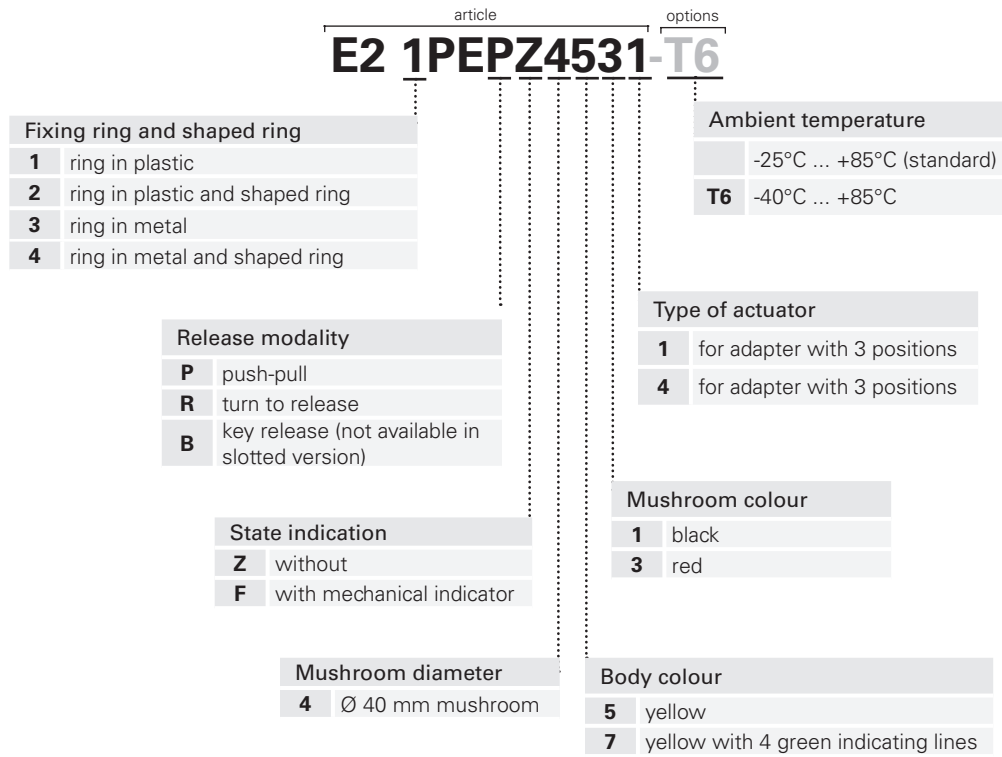 article
options
E2 1PEPZ4531-T6
Fixing ring and shaped ring
1 ring in plastic
2 ring in plastic and shaped ring
3 ring in metal
4 ring in metal and shaped ring
Ambient temperature
-25°C ... +85°C (standard)
T6 -40°C ... +85°C
Release modality
P push-pull
R turn to release
B key release (not available in
slotted version)
Type of actuator
1 for adapter with 3 positions
4 for adapter with 3 positions
State indication
Z without
F with mechanical indicator
Mushroom colour
1 black
3 red
Mushroom diameter
4 Ø 40 mm mushroom
Body colour
5 yellow
7 yellow with 4 green indicating lines